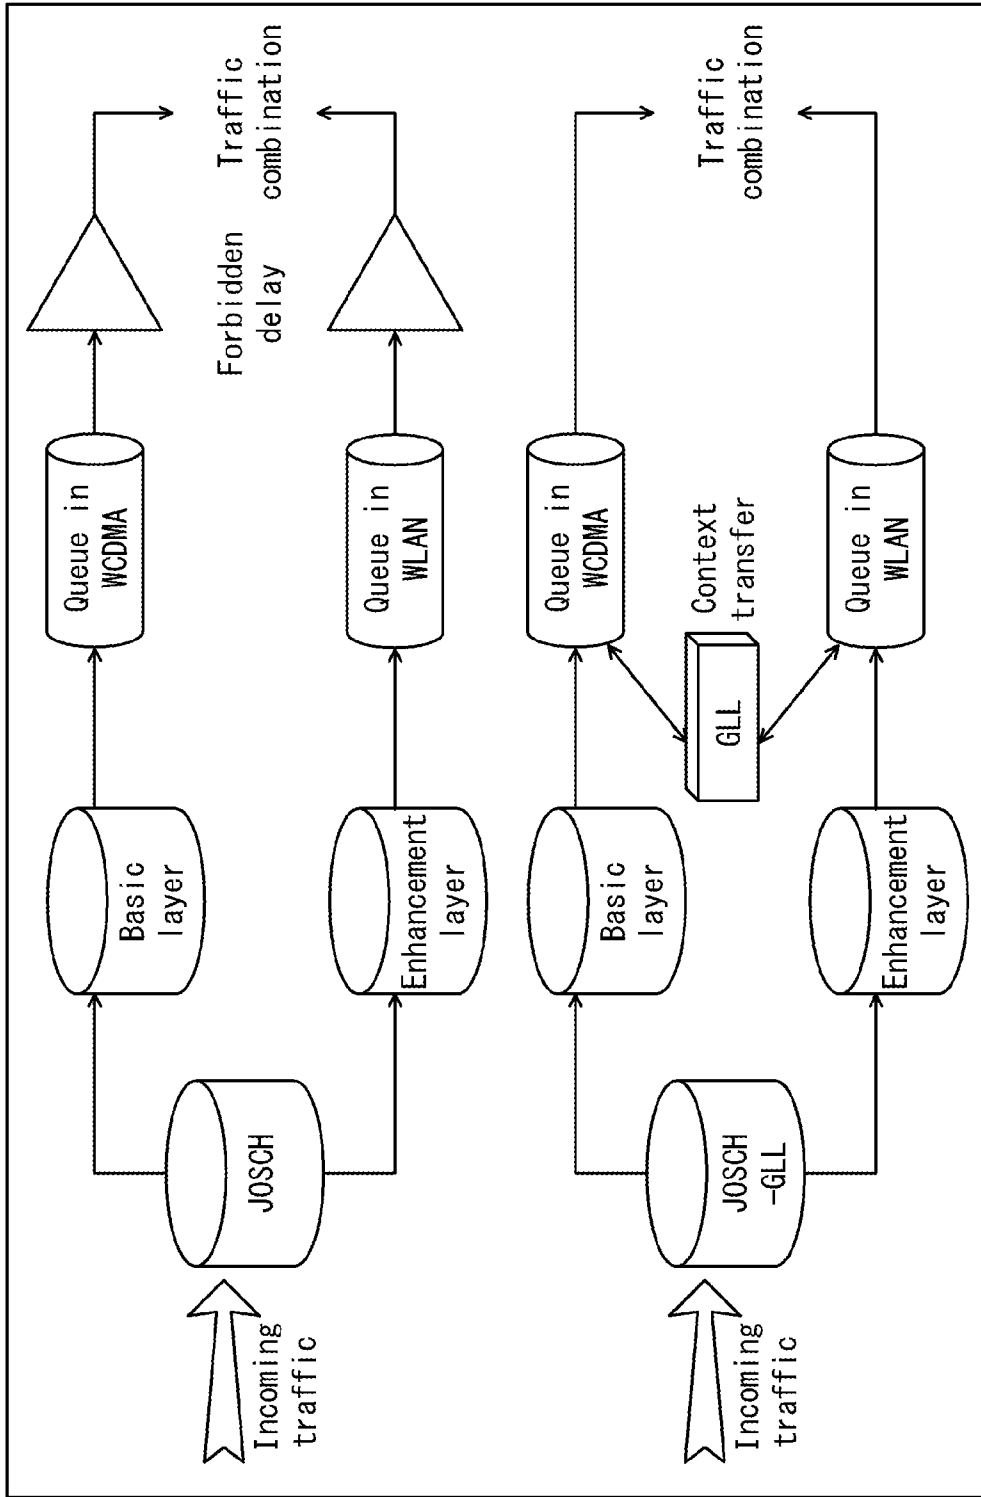 Incoming
traffic
JOSCH
Basic
layer
Enhancement
layer
Queue in
WCDMA
Queue in
WLAN
Forbidden
delay
Traffic
combination
Incoming
traffic
JOSCH
-GLL
Basic
layer
Enhancement
layer
GLL
Context
transfer
Queue in
WCDMA
Queue in
WLAN
Traffic
combination